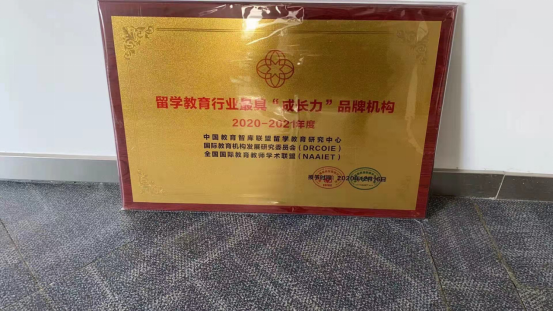 留学教育行业最具“成长力”品牌机构
2020-2021年度
中国教育智库联盟留学教育研究中心
国际教育机构发展研究委员会（DRCOIE）
全国国际教育教师学术联盟（NAAIET）